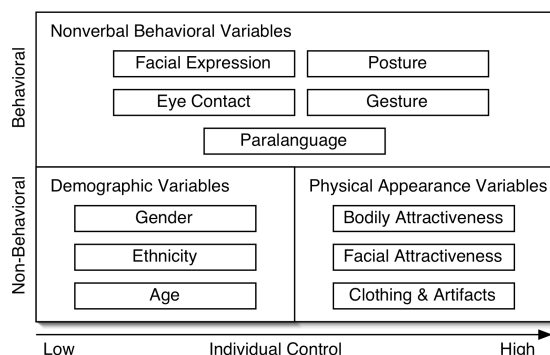 Behavioral
Nonverbal Behavioral Variables
Facial Expression
Posture
Eye Contact
Gesture
Paralanguage
Non-Behavioral
Demographic Variables
Gender
Ethnicity
Age
Physical Appearance Variables
Bodily Attractiveness
Facial Attractiveness
Clothing & Artifacts
Low Individual Control High